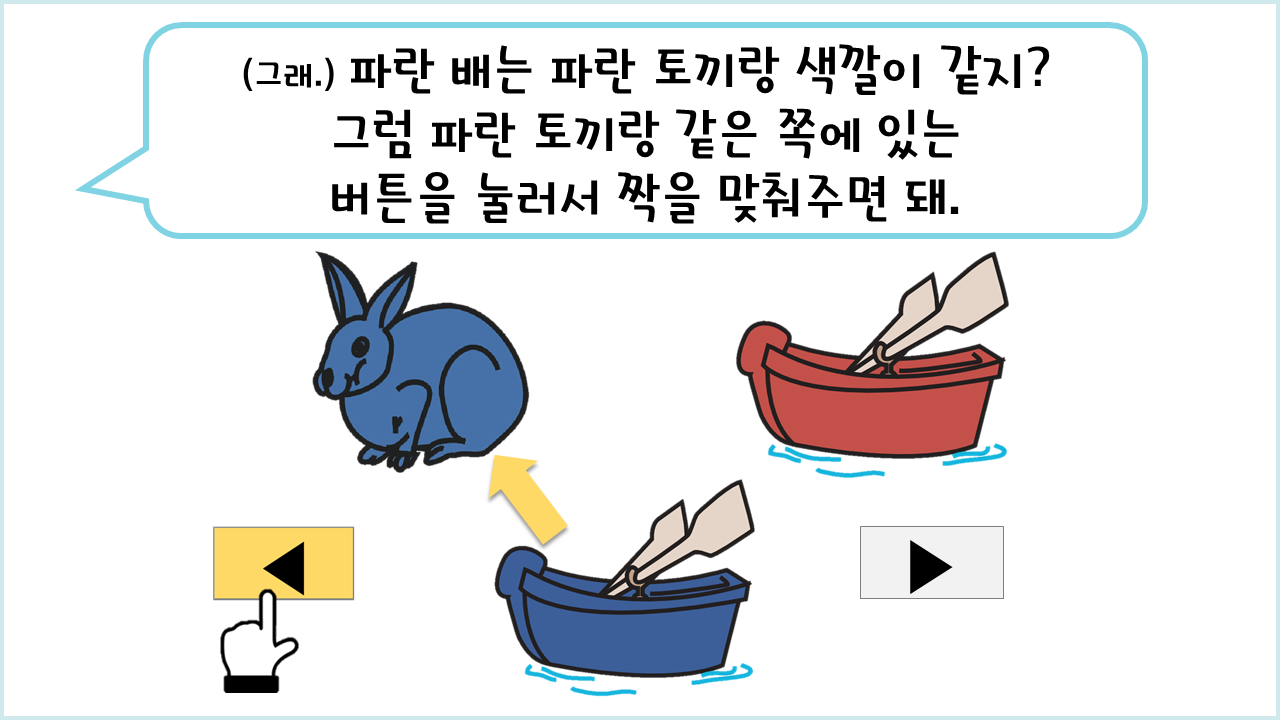 (그래.) 파란 배는 파란 토끼랑 색깔이 같지?
그럼 파란 토끼랑 같은 쪽에 있는
버튼을 눌러서 짝을 맞춰주면 돼.